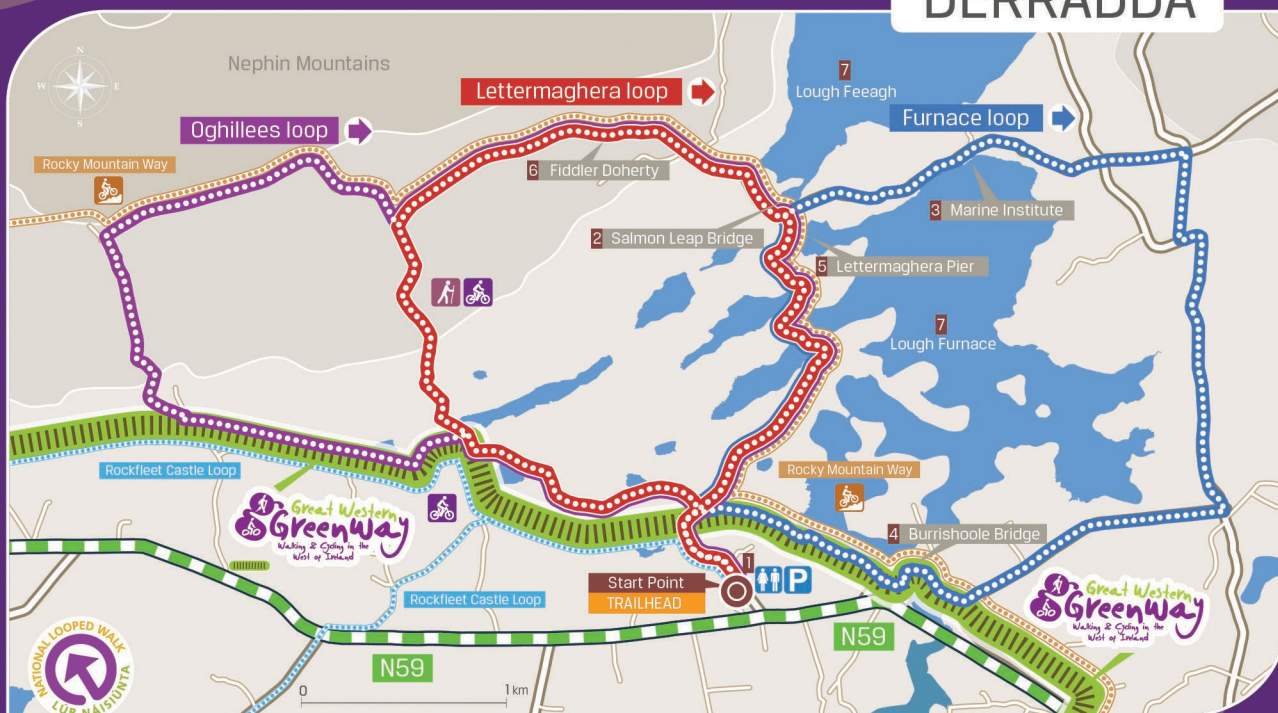 DERRADDA
N
W E
S
Nephin Mountains
Lettermaghera loop
7
Lough Feeagh
Oghillees loop
Furnace loop
Rocky Mountain Way
6 Fiddler Doherty
3 Marine Institute
2 Salmon Leap Bridge
5 Lettermaghera Pier
7
Lough Furnace
Rockfleet Castle Loop
Rocky Mountain Way
Great Western
Greenway
Walking & Cycling in the
West of Ireland
4 Burrishoole Bridge
1
Start Point
TRAILHEAD
P
Rockfleet Castle Loop
Great Western
Greenway
Walking & Cycling in the
West of Ireland
N59
N59
NATIONAL LOOPED WALK
LÚB NÁISIÚNTA
0 1 km